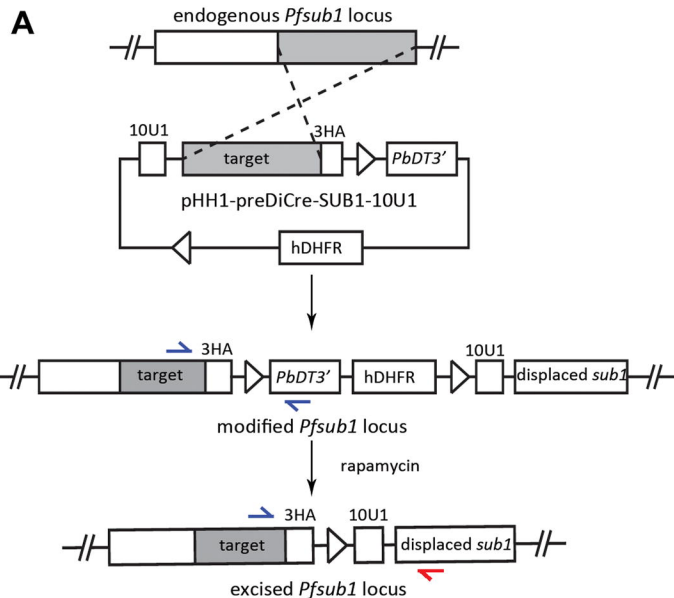 A
endogenous Pfsub1 locus
10U1
3HA
target
PbDT3’
pHH1-preDiCre-SUB1-10U1
hDHFR
3HA
10U1
target
PbDT3’
hDHFR
displaced sub1
modified Pfsub1 locus
rapamycin
3HA
10U1
target
displaced sub1
excised Pfsub1 locus